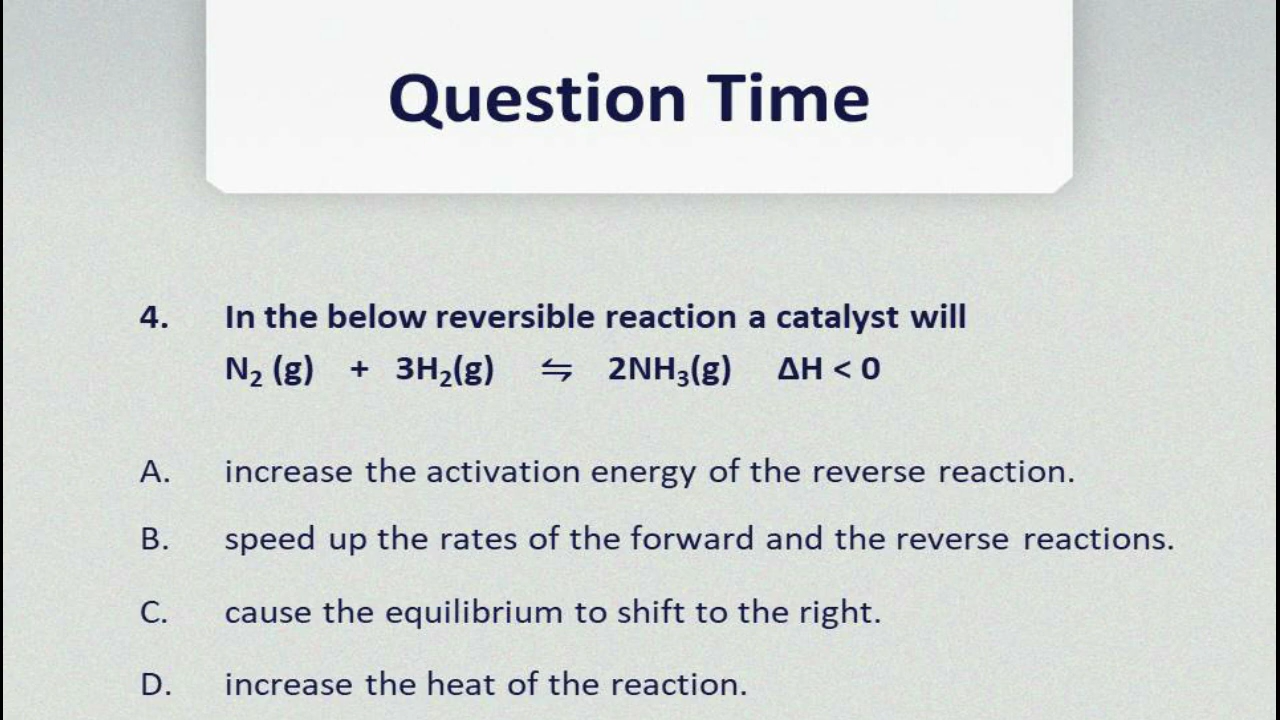 Question Time
4. In the below reversible reaction a catalyst will
N₂ (g) + 3H₂(g) ⇋ 2NH₃(g) ΔH < 0
A. increase the activation energy of the reverse reaction.
B. speed up the rates of the forward and the reverse reactions.
C. cause the equilibrium to shift to the right.
D. increase the heat of the reaction.